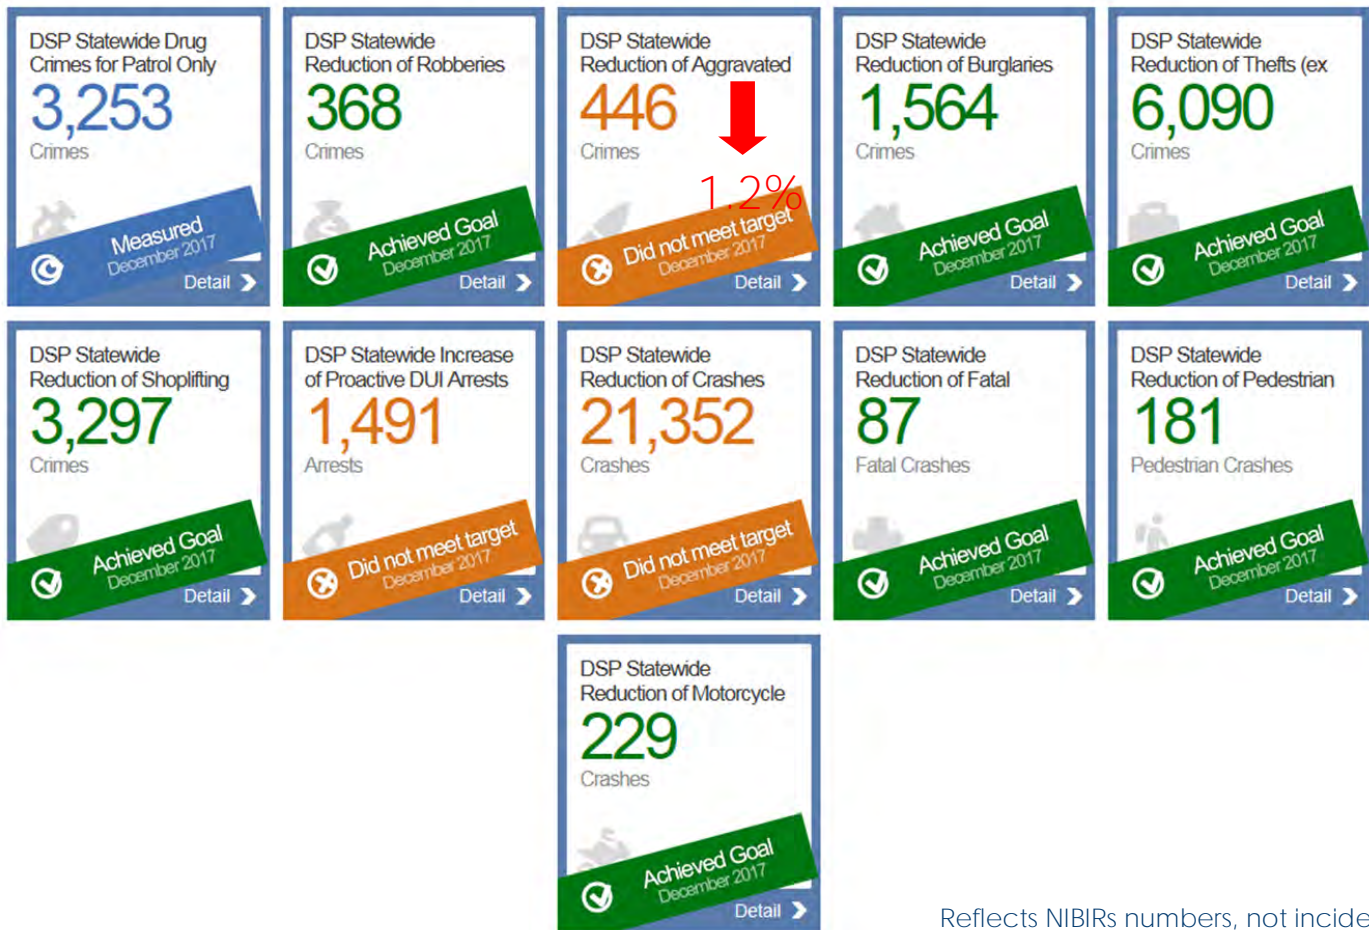 DSP Statewide Drug
Crimes for Patrol Only
3,253
Crimes
Measured
December 2017
Detail
DSP Statewide
Reduction of Robberies
368
Crimes
Achieved Goal
December 2017
Detail
DSP Statewide
Reduction of Aggravated
446
Crimes
1.2%
Did not meet target
December 2017
Detail
DSP Statewide
Reduction of Burglaries
1,564
Crimes
Achieved Goal
December 2017
Detail
DSP Statewide
Reduction of Thefts (ex
6,090
Crimes
Achieved Goal
December 2017
Detail
DSP Statewide
Reduction of Shoplifting
3,297
Crimes
Achieved Goal
December 2017
Detail
DSP Statewide Increase
of Proactive DUI Arrests
1,491
Arrests
Did not meet target
December 2017
Detail
DSP Statewide
Reduction of Crashes
21,352
Crashes
Did not meet target
December 2017
Detail
DSP Statewide
Reduction of Fatal
87
Fatal Crashes
Achieved Goal
December 2017
Detail
DSP Statewide
Reduction of Pedestrian
181
Pedestrian Crashes
Achieved Goal
December 2017
Detail
DSP Statewide
Reduction of Motorcycle
229
Crashes
Achieved Goal
December 2017
Detail
Reflects NIBIRs numbers, not incide